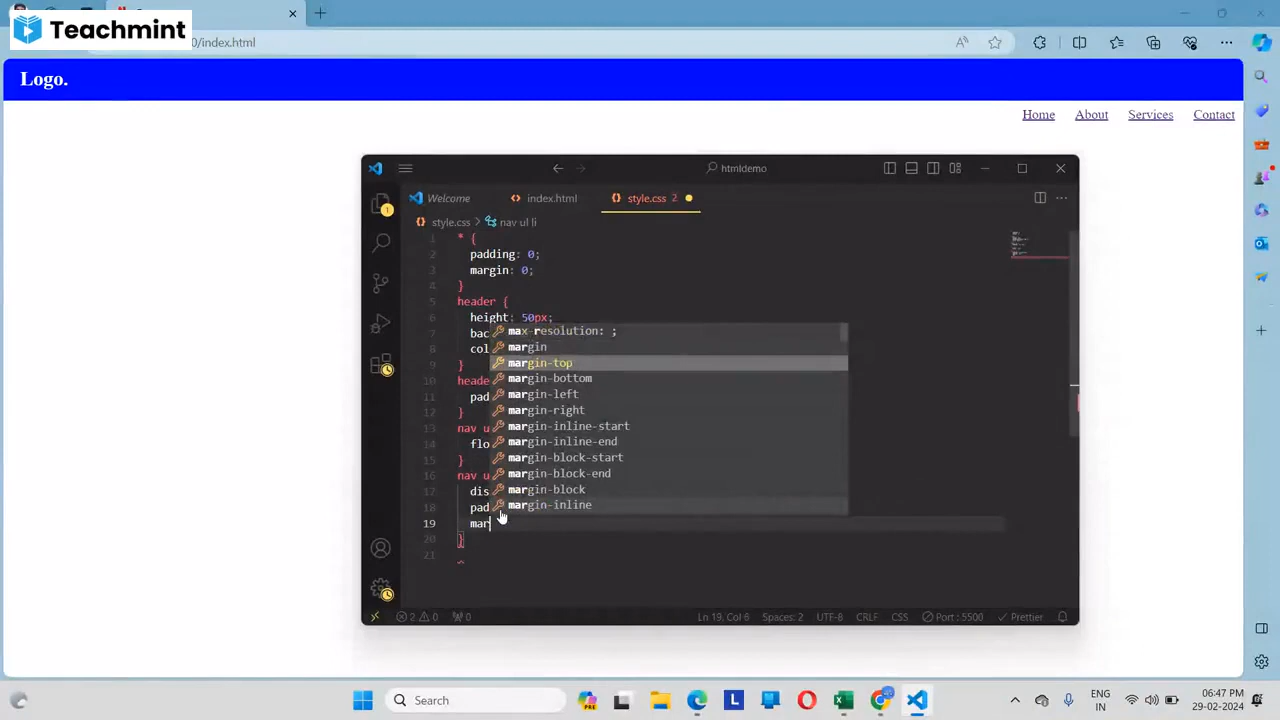 Teachmint
0/index.html
Logo.
Home About Services Contact
htmldemo
Welcome index.html style.css 2
style.css > nav ul li
1 * {
2 padding: 0;
3 margin: 0;
4 }
5 header {
6 height: 50px;
7 bac
8 col
9 }
10 heade
11 pad
12 }
13 nav u
14 flo
15 }
16 nav u
17 dis
18 pad
19 mar
20 }
21
max-resolution: ;
margin
margin-top
margin-bottom
margin-left
margin-right
margin-inline-start
margin-inline-end
margin-block-start
margin-block-end
margin-block
margin-inline
2 0 0 Ln 19, Col 6 Spaces: 2 UTF-8 CRLF CSS Port : 5500 Prettier
Search
ENG
IN
06:47 PM
29-02-2024